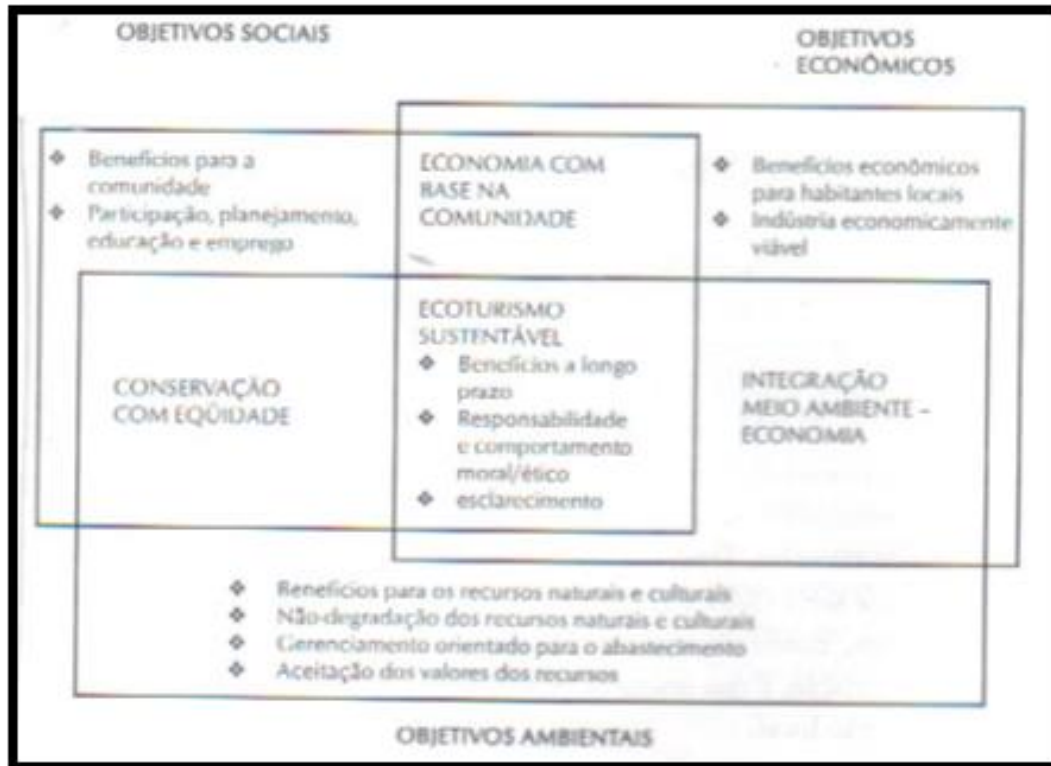 OBJETIVOS SOCIAIS
OBJETIVOS
ECONÔMICOS
❖ Benefícios para a
comunidade
❖ Participação, planejamento,
educação e emprego
ECONOMIA COM
BASE NA
COMUNIDADE
❖ Benefícios econômicos
para habitantes locais
❖ Indústria economicamente
viável
CONSERVAÇÃO
COM EQÜIDADE
ECOTURISMO
SUSTENTÁVEL
❖ Benefícios a longo
prazo
❖ Responsabilidade
e comportamento
moral/ético
❖ esclarecimento
INTEGRAÇÃO
MEIO AMBIENTE –
ECONOMIA
❖ Benefícios para os recursos naturais e culturais
❖ Não-degradação dos recursos naturais e culturais
❖ Gerenciamento orientado para o abastecimento
❖ Aceitação dos valores dos recursos
OBJETIVOS AMBIENTAIS